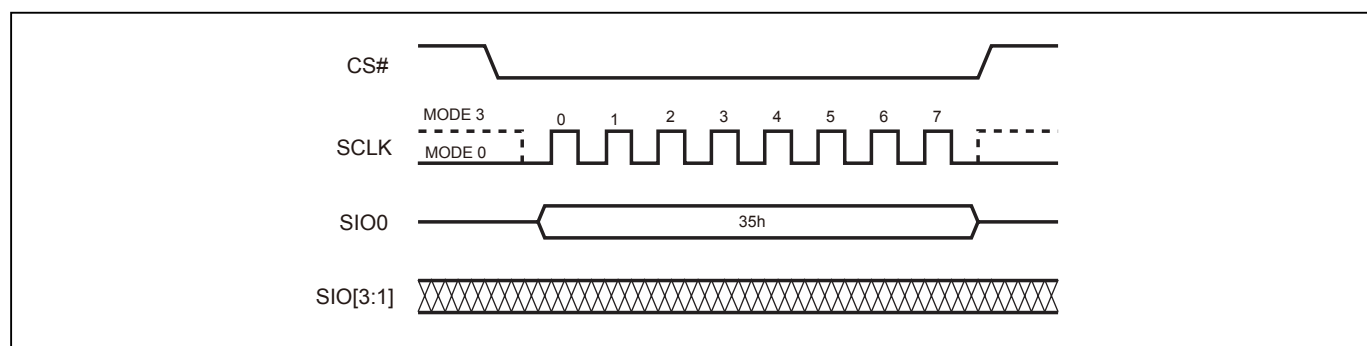 CS#
MODE 3
0 1 2 3 4 5 6 7
SCLK
MODE 0
SIO0
35h
SIO[3:1]